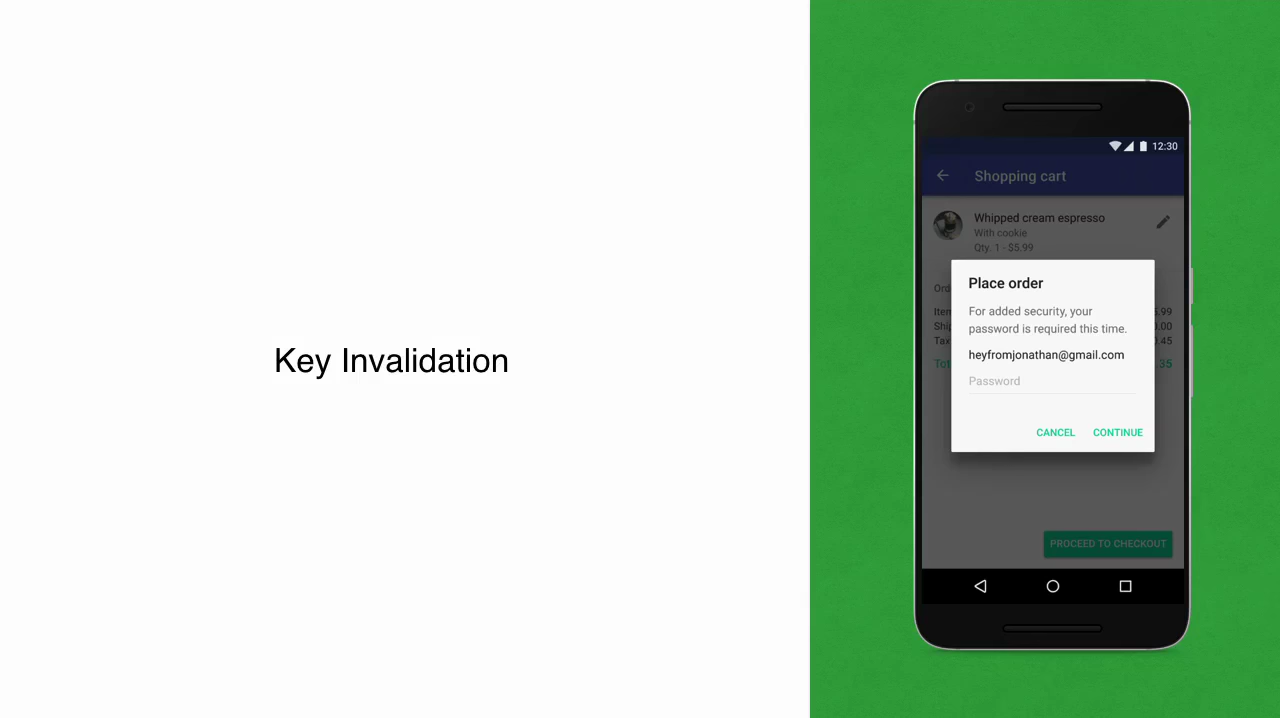 Key Invalidation
12:30
Shopping cart
Whipped cream espresso
With cookie
Qty. 1 - $5.99
Place order
For added security, your
password is required this time.
heyfromjonathan@gmail.com
Password
CANCEL CONTINUE
PROCEED TO CHECKOUT